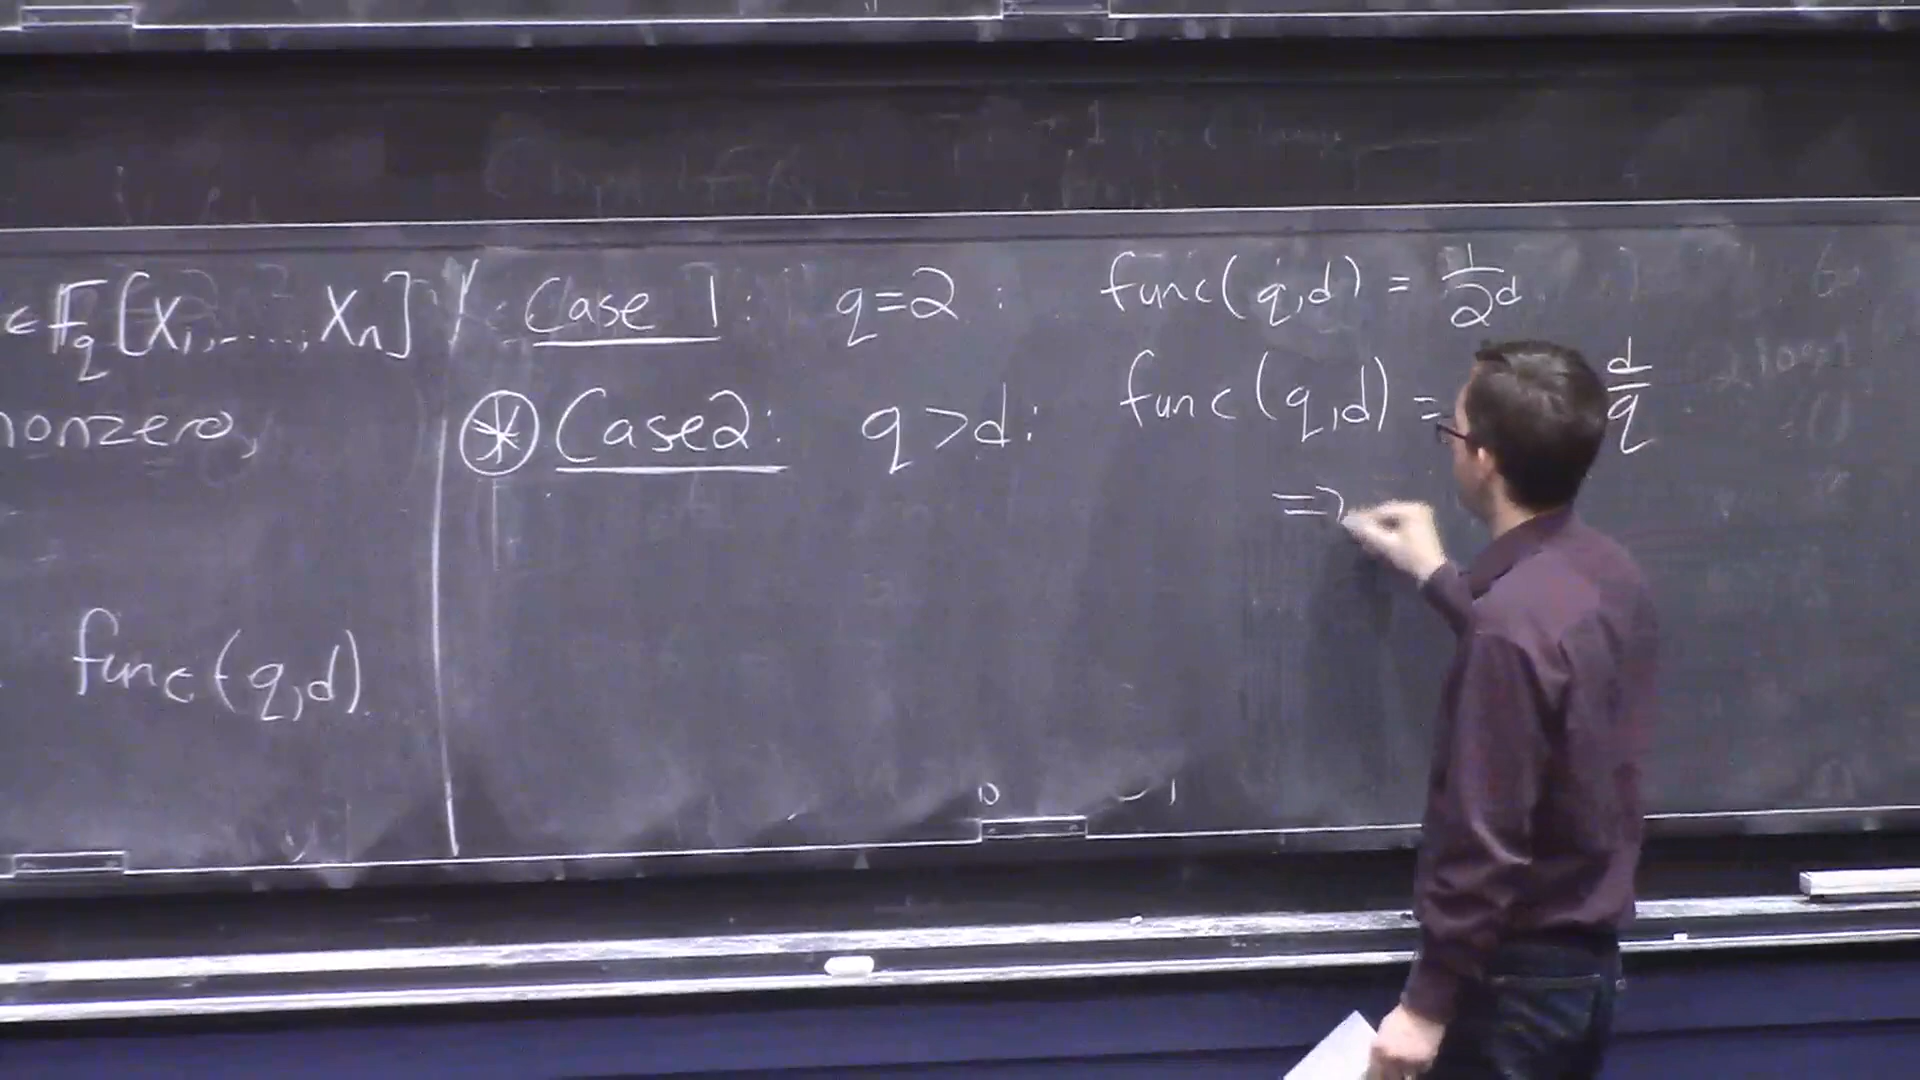 ∈ F_q[X_1, ..., X_n]
nonzero,
func(q,d).
Case 1: q=2 : func(q,d) = 1/2^d
⊛ Case2: q>d: func(q,d) = d/q
=>